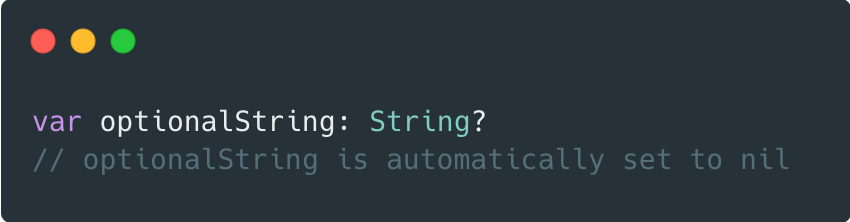 var optionalString: String?
// optionalString is automatically set to nil